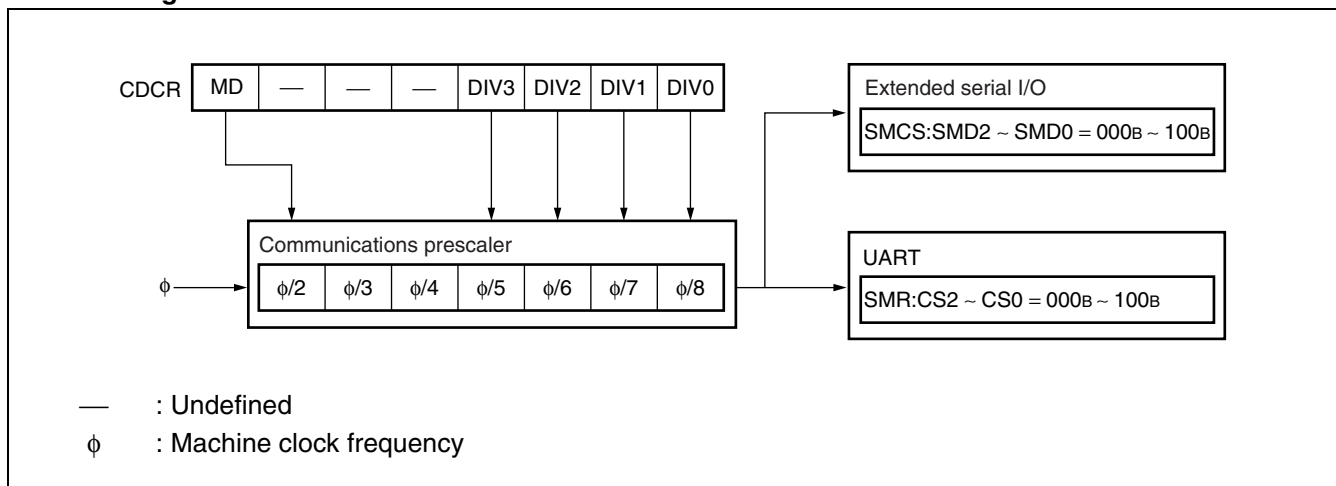 CDCR MD — — — DIV3 DIV2 DIV1 DIV0
Extended serial I/O
SMCS:SMD2 ~ SMD0 = 000B ~ 100B
Communications prescaler
ϕ ϕ/2 ϕ/3 ϕ/4 ϕ/5 ϕ/6 ϕ/7 ϕ/8
UART
SMR:CS2 ~ CS0 = 000B ~ 100B
— : Undefined
ϕ : Machine clock frequency